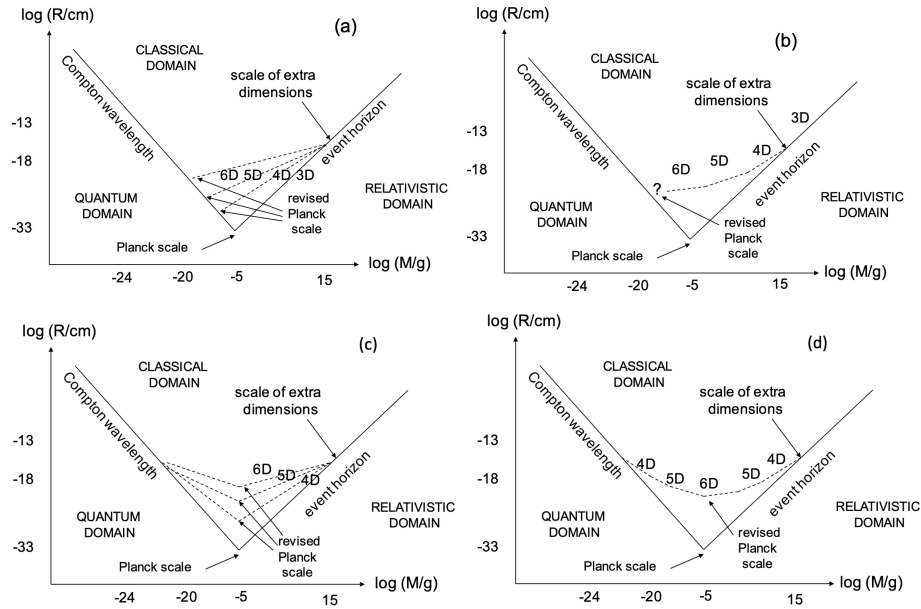 log (R/cm)
(a)
CLASSICAL
DOMAIN
scale of extra
dimensions
Compton wavelength
event horizon
-13
-18
-33
6D 5D 4D 3D
QUANTUM
DOMAIN
revised
Planck
scale
RELATIVISTIC
DOMAIN
Planck scale
log (M/g)
-24
-20
-5
15
log (R/cm)
(b)
CLASSICAL
DOMAIN
scale of extra
dimensions
Compton wavelength
event horizon
3D
4D
5D
6D
-13
-18
-33
?
QUANTUM
DOMAIN
revised
Planck
scale
RELATIVISTIC
DOMAIN
Planck scale
log (M/g)
-24
-20
-5
15
log (R/cm)
(c)
CLASSICAL
DOMAIN
scale of extra
dimensions
Compton wavelength
event horizon
-13
-18
-33
6D
5D
4D
QUANTUM
DOMAIN
revised
Planck
scale
RELATIVISTIC
DOMAIN
Planck scale
log (M/g)
-24
-20
-5
15
log (R/cm)
(d)
CLASSICAL
DOMAIN
scale of extra
dimensions
Compton wavelength
event horizon
-13
-18
-33
4D
5D
6D
5D
4D
QUANTUM
DOMAIN
revised
Planck
scale
RELATIVISTIC
DOMAIN
Planck scale
log (M/g)
-24
-20
-5
15